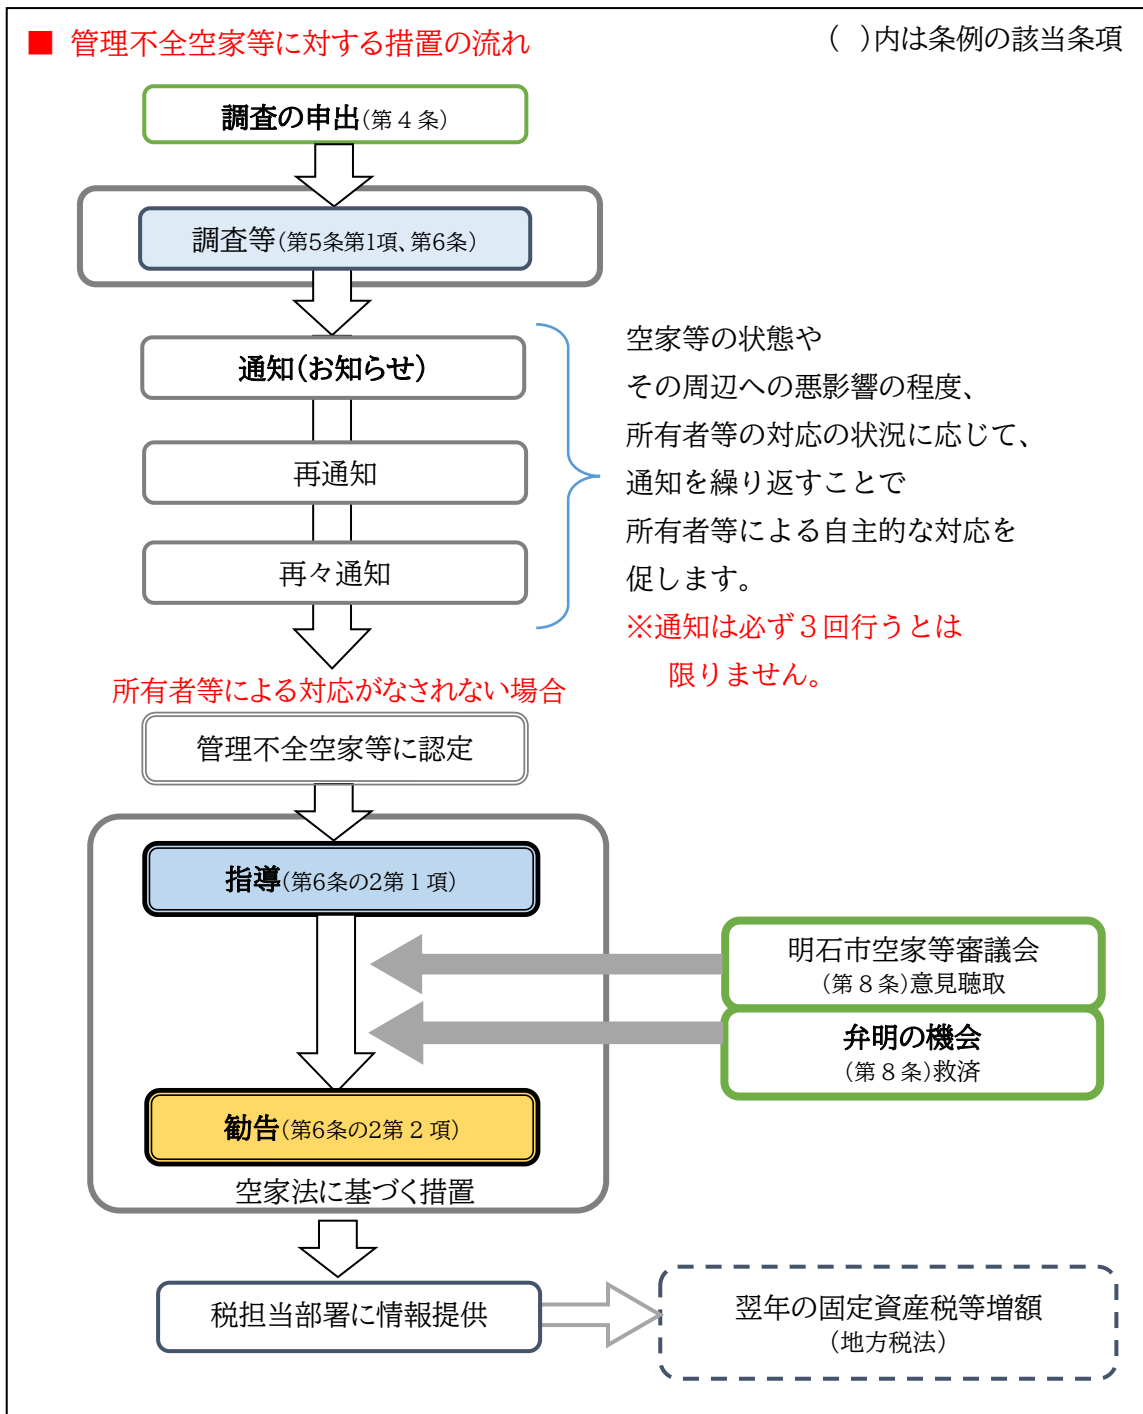 ■ 管理不全空家等に対する措置の流れ
(　)内は条例の該当条項
調査の申出(第４条)
調査等(第5条第1項、第6条)
通知(お知らせ)
再通知
再々通知
空家等の状態や
その周辺への悪影響の程度、
所有者等の対応の状況に応じて、
通知を繰り返すことで
所有者等による自主的な対応を
促します。
※通知は必ず３回行うとは
限りません。
所有者等による対応がなされない場合
管理不全空家等に認定
指導(第6条の2第１項)
明石市空家等審議会
(第８条)意見聴取
弁明の機会
(第８条)救済
勧告(第6条の2第２項)
空家法に基づく措置
税担当部署に情報提供
翌年の固定資産税等増額
(地方税法)